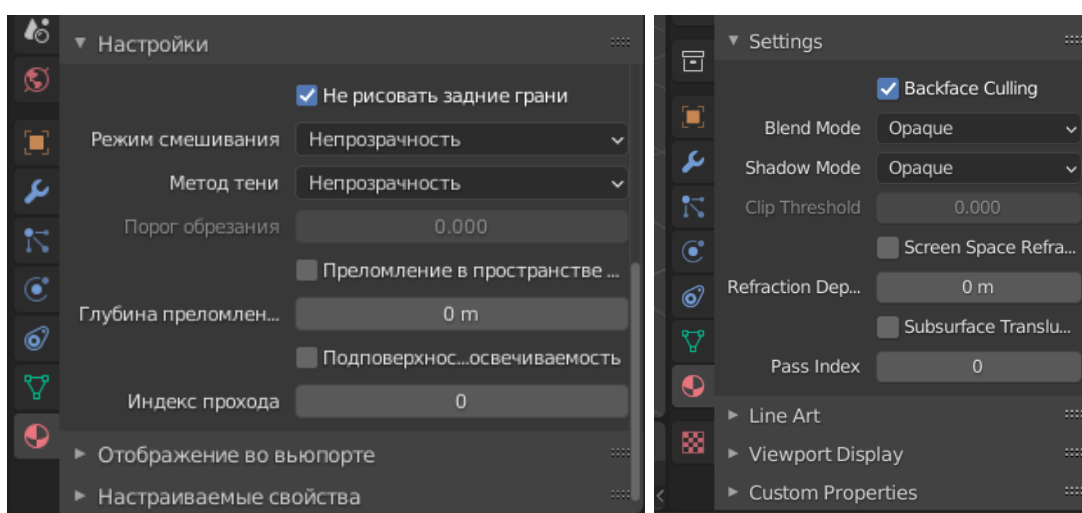 Настройки
Не рисовать задние грани
Режим смешивания Непрозрачность
Метод тени Непрозрачность
Порог обрезания 0.000
Преломление в пространстве ...
Глубина преломлен... 0 m
Подповерхнос...освечиваемость
Индекс прохода 0
Отображение во вьюпорте
Настраиваемые свойства
Settings
Backface Culling
Blend Mode Opaque
Shadow Mode Opaque
Clip Threshold 0.000
Screen Space Refra...
Refraction Dep... 0 m
Subsurface Translu...
Pass Index 0
Line Art
Viewport Display
Custom Properties